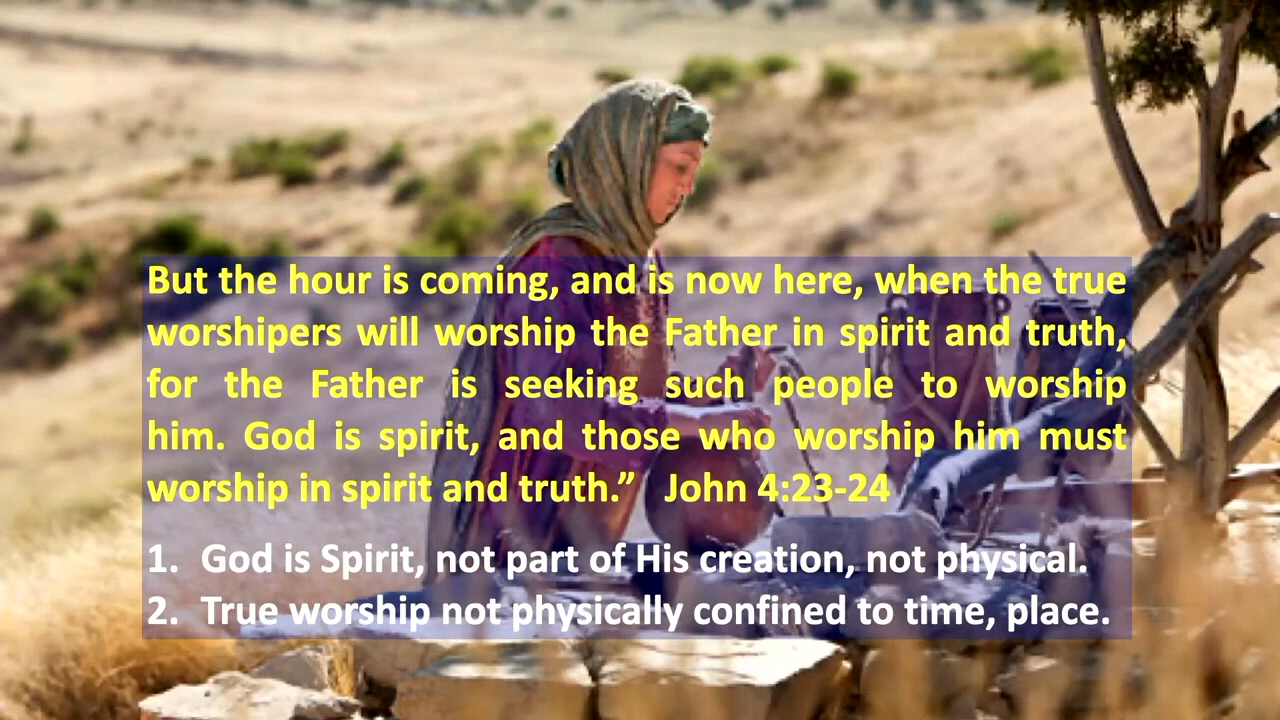 But the hour is coming, and is now here, when the true
worshipers will worship the Father in spirit and truth,
for the Father is seeking such people to worship
him. God is spirit, and those who worship him must
worship in spirit and truth.” John 4:23-24
1. God is Spirit, not part of His creation, not physical.
2. True worship not physically confined to time, place.